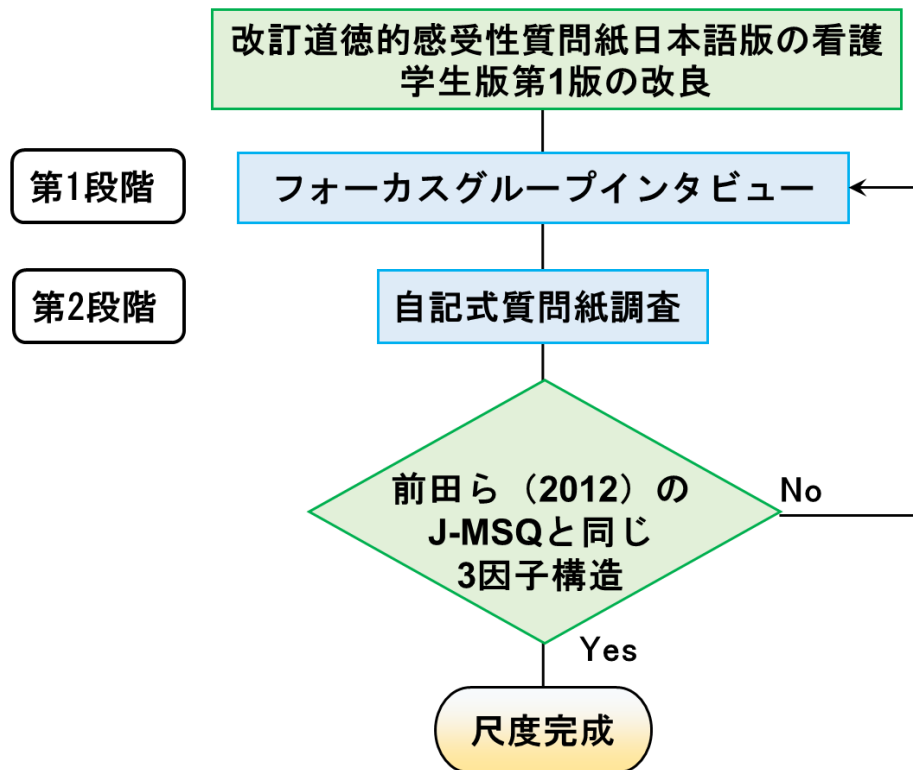 改訂道徳的感受性質問紙日本語版の看護
学生版第1版の改良
第1段階
フォーカスグループインタビュー
第2段階
自記式質問紙調査
前田ら（2012）の
J-MSQと同じ
3因子構造
No
Yes
尺度完成